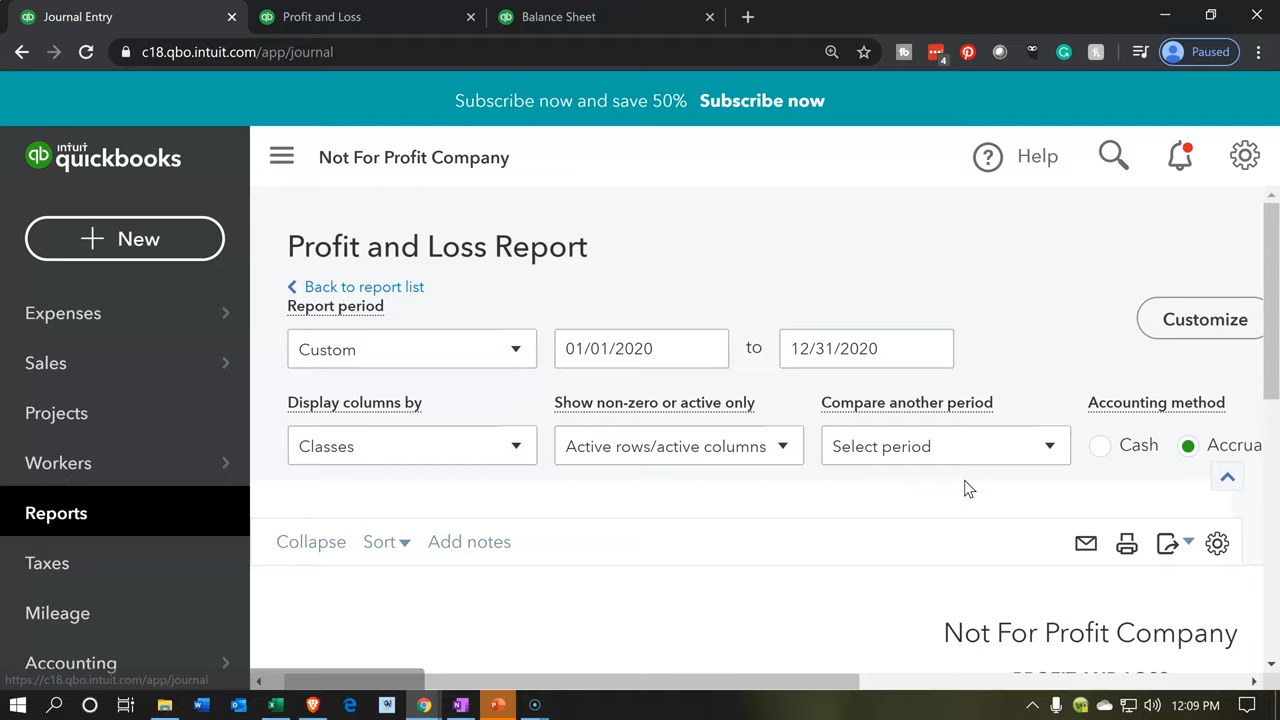 Journal Entry
Profit and Loss
Balance Sheet
c18.qbo.intuit.com/app/journal
4
Paused
Subscribe now and save 50% Subscribe now
intuit
quickbooks
qb
Not For Profit Company
Help
New
Expenses
Sales
Projects
Workers
Reports
Taxes
Mileage
Accounting
https://c18.qbo.intuit.com/app/journal
Profit and Loss Report
Back to report list
Report period
Custom
01/01/2020
to
12/31/2020
Customize
Display columns by
Show non-zero or active only
Compare another period
Accounting method
Classes
Active rows/active columns
Select period
Cash
Accrua
Collapse
Sort
Add notes
Not For Profit Company
PROFIT AND LOSS
12:09 PM